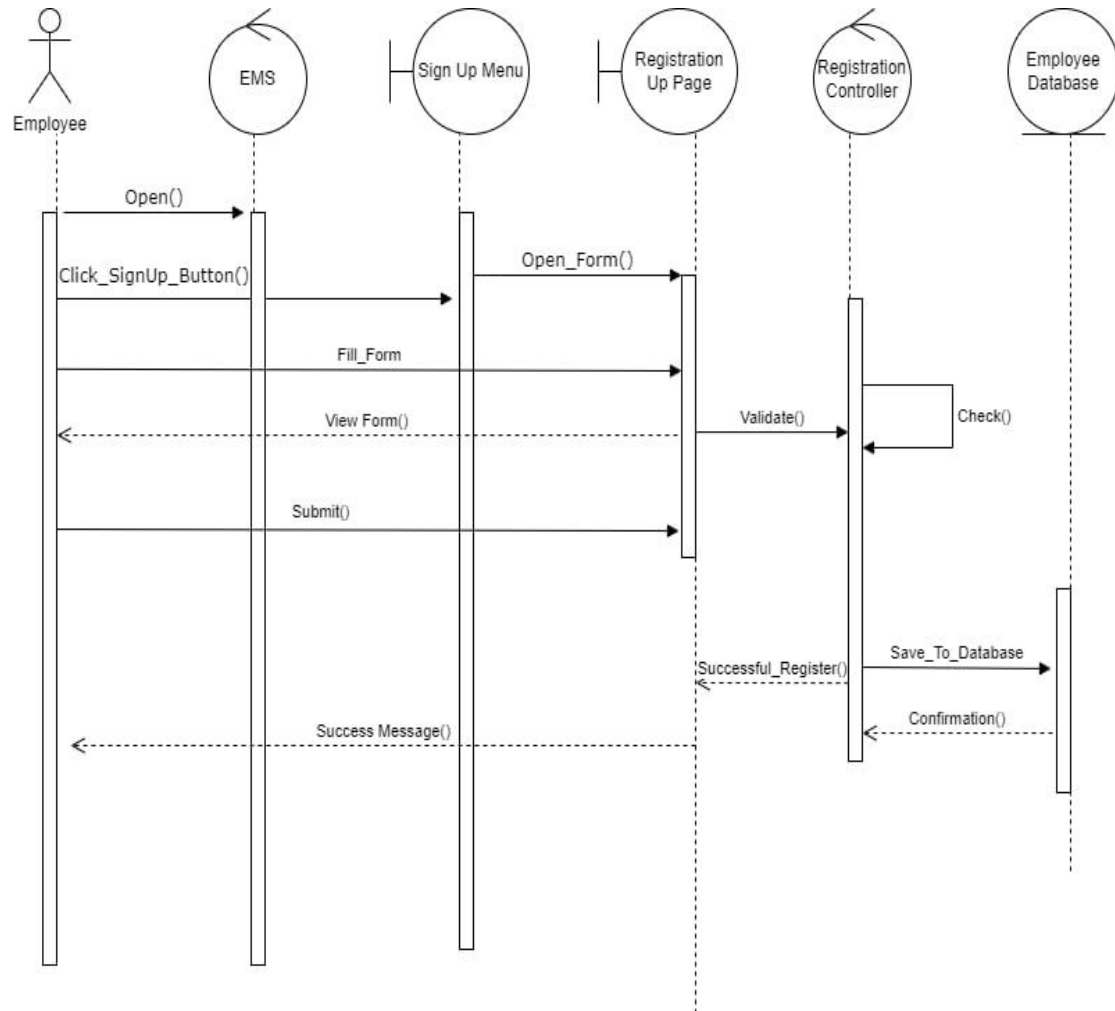 EMS
Sign Up Menu
Registration
Up Page
Registration
Controller
Employee
Database
Employee
Open()
Open_Form()
Click_SignUp_Button()
Fill_Form
View Form()
Validate()
Check()
Submit()
Save_To_Database
Successful_Register()
Confirmation()
Success Message()